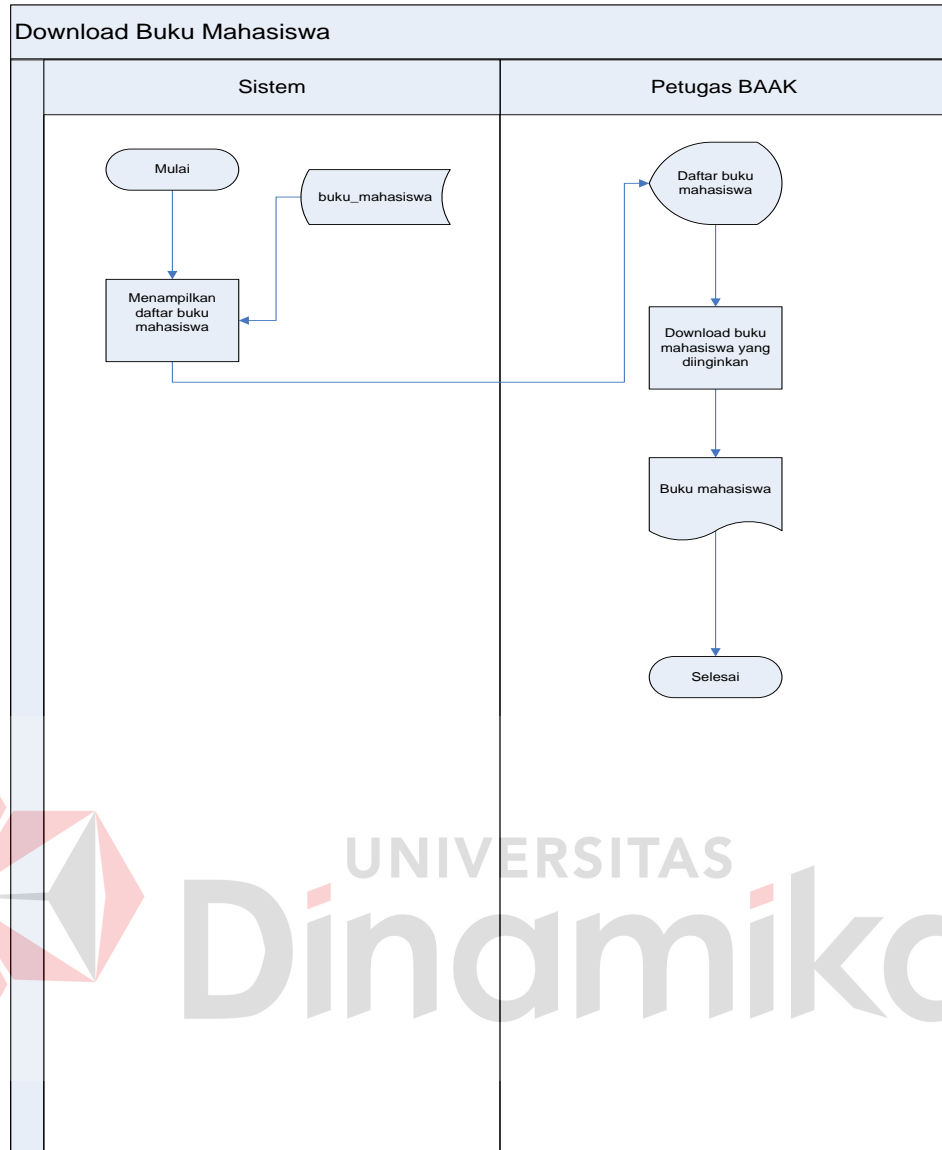 Download Buku Mahasiswa
Sistem
Petugas BAAK
Mulai
buku_mahasiswa
Menampilkan
daftar buku
mahasiswa
Daftar buku
mahasiswa
Download buku
mahasiswa yang
diinginkan
Buku mahasiswa
Selesai
UNIVERSITAS
Dinamika